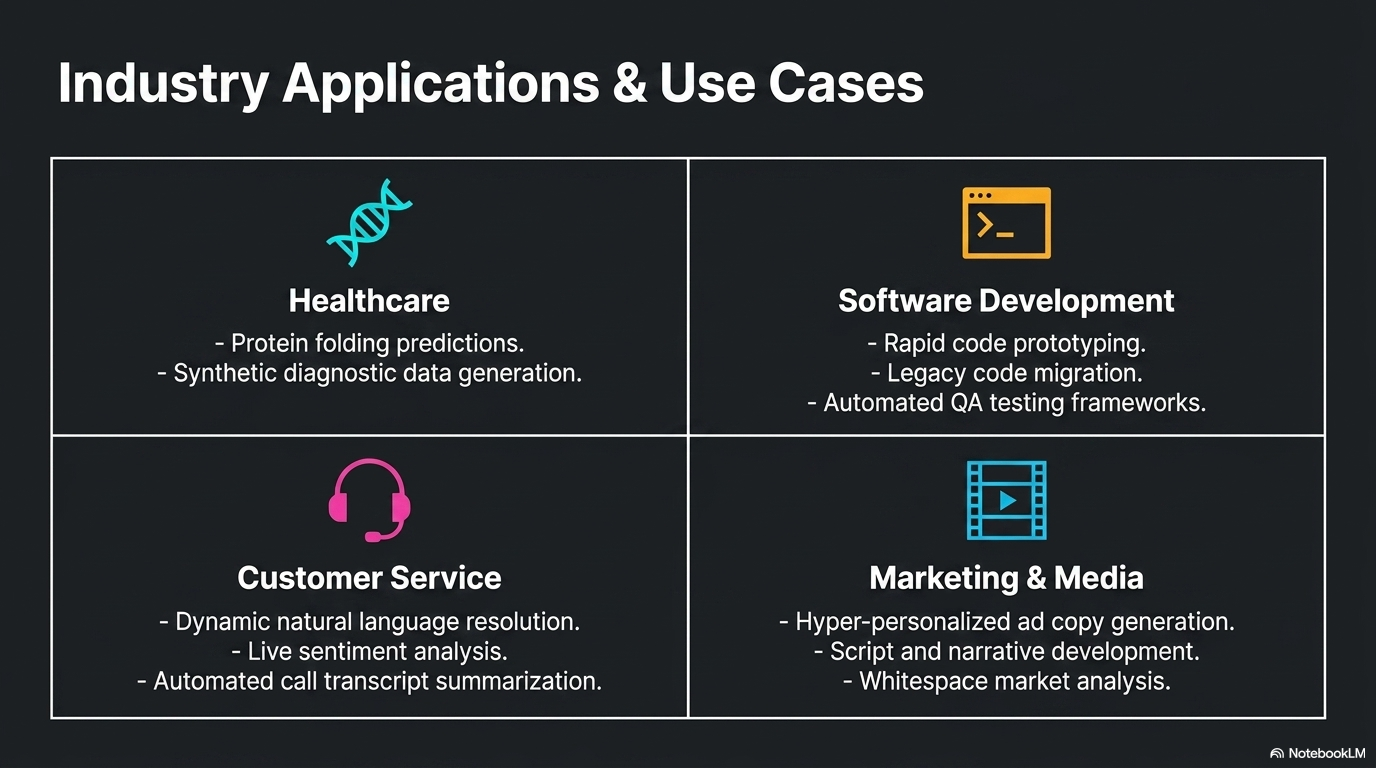 Industry Applications & Use Cases
Healthcare
- Protein folding predictions.
- Synthetic diagnostic data generation.
Software Development
- Rapid code prototyping.
- Legacy code migration.
- Automated QA testing frameworks.
Customer Service
- Dynamic natural language resolution.
- Live sentiment analysis.
- Automated call transcript summarization.
Marketing & Media
- Hyper-personalized ad copy generation.
- Script and narrative development.
- Whitespace market analysis.
NotebookLM